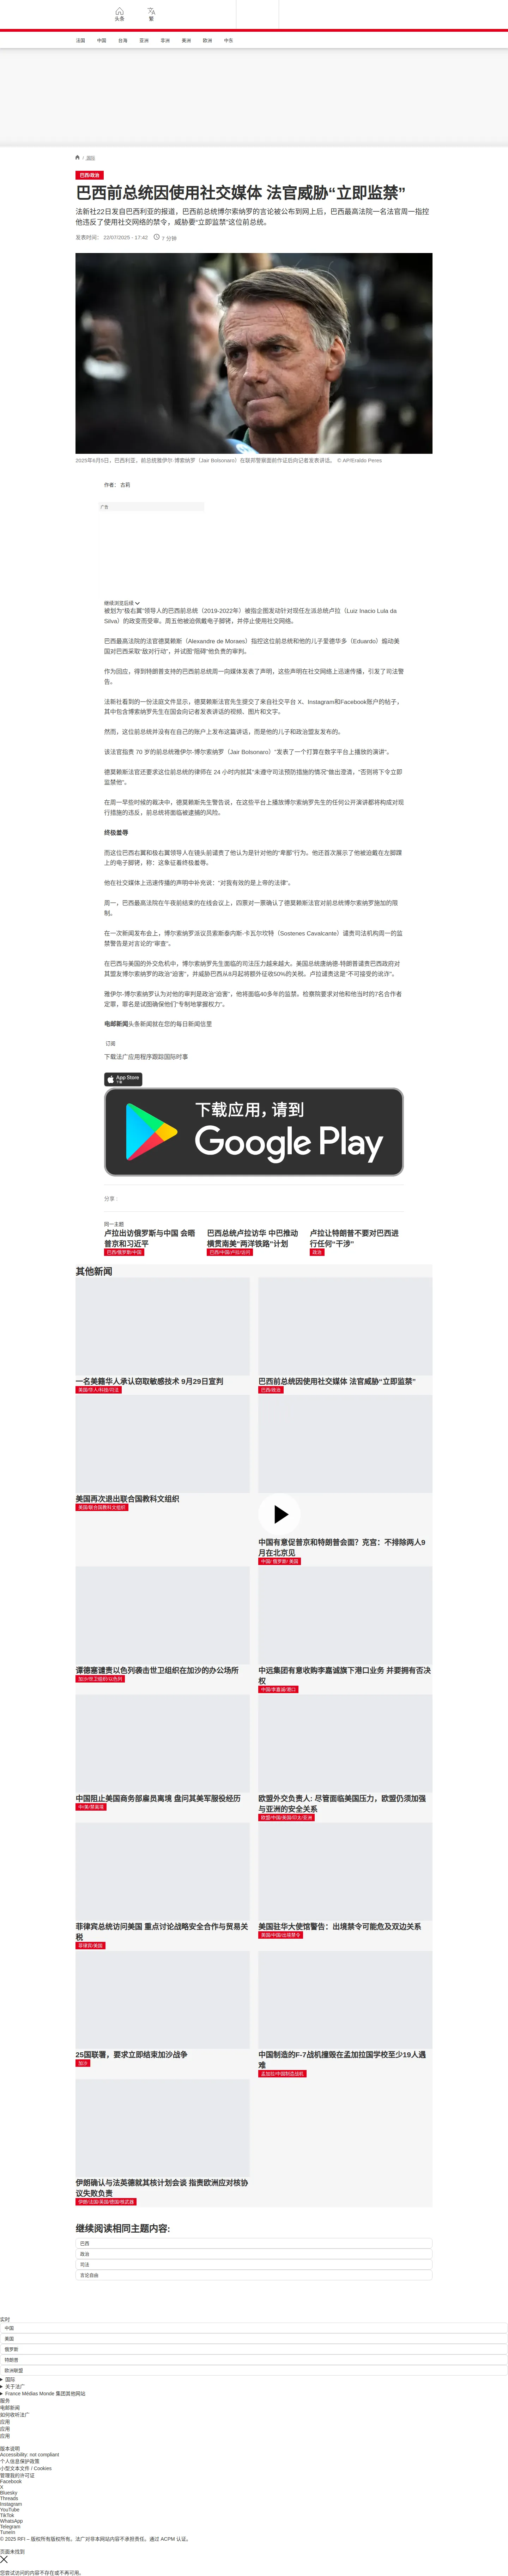 头条
繁
法国
中国
台海
亚洲
非洲
美洲
欧洲
中东
/ 国际
巴西/政治
巴西前总统因使用社交媒体 法官威胁“立即监禁”
法新社22日发自巴西利亚的报道，巴西前总统博尔索纳罗的言论被公布到网上后，巴西最高法院一名法官周一指控他违反了使用社交网络的禁令，威胁要“立即监禁”这位前总统。
发表时间： 22/07/2025 - 17:42
7 分钟
2025年6月5日，巴西利亚，前总统雅伊尔·博索纳罗（Jair Bolsonaro）在联邦警察面前作证后向记者发表讲话。 © AP/Eraldo Peres
作者： 古莉
广告
继续浏览后续
被划为“极右翼”领导人的巴西前总统（2019-2022年）被指企图发动针对现任左派总统卢拉（Luiz Inacio Lula da Silva）的政变而受审。周五他被迫佩戴电子脚铐，并停止使用社交网络。
巴西最高法院的法官德莫赖斯（Alexandre de Moraes）指控这位前总统和他的儿子爱德华多（Eduardo）煽动美国对巴西采取“敌对行动”，并试图“阻碍”他负责的审判。
作为回应，得到特朗普支持的巴西前总统周一向媒体发表了声明，这些声明在社交网络上迅速传播，引发了司法警告。
法新社看到的一份法庭文件显示，德莫赖斯法官先生提交了来自社交平台 X、Instagram和Facebook账户的帖子，其中包含博索纳罗先生在国会向记者发表讲话的视频、图片和文字。
然而，这位前总统并没有在自己的账户上发布这篇讲话，而是他的儿子和政治盟友发布的。
该法官指责 70 岁的前总统雅伊尔-博尔索纳罗（Jair Bolsonaro）“发表了一个打算在数字平台上播放的演讲”。
德莫赖斯法官还要求这位前总统的律师在 24 小时内就其“未遵守司法预防措施的情况”做出澄清，“否则将下令立即监禁他”。
在周一早些时候的裁决中，德莫赖斯先生警告说，在这些平台上播放博尔索纳罗先生的任何公开演讲都将构成对现行措施的违反，前总统将面临被逮捕的风险。
终极羞辱
而这位巴西右翼和极右翼领导人在镜头前谴责了他认为是针对他的“卑鄙”行为。他还首次展示了他被迫戴在左脚踝上的电子脚铐，称：这象征着终极羞辱。
他在社交媒体上迅速传播的声明中补充说：“对我有效的是上帝的法律”。
周一，巴西最高法院在午夜前结束的在线会议上，四票对一票确认了德莫赖斯法官对前总统博尔索纳罗施加的限制。
在一次新闻发布会上，博尔索纳罗派议员索斯泰内斯-卡瓦尔坎特（Sostenes Cavalcante）谴责司法机构周一的监禁警告是对言论的“审查”。
在巴西与美国的外交危机中，博尔索纳罗先生面临的司法压力越来越大。美国总统唐纳德-特朗普谴责巴西政府对其盟友博尔索纳罗的政治“迫害”，并威胁巴西从8月起将额外征收50%的关税。卢拉谴责这是“不可接受的讹诈”。
雅伊尔-博尔索纳罗认为对他的审判是政治“迫害”，他将面临40多年的监禁。检察院要求对他和他当时的7名合作者定罪，罪名是试图确保他们“专制地掌握权力”。
电邮新闻头条新闻就在您的每日新闻信里
订阅
下载法广应用程序跟踪国际时事
App Store
下载应用，请到
Google Play
分享 :
同一主题
卢拉出访俄罗斯与中国 会晤普京和习近平
巴西/俄罗斯/中国
巴西总统卢拉访华 中巴推动横贯南美“两洋铁路”计划
巴西/中国/卢拉/访问
卢拉让特朗普不要对巴西进行任何“干涉”
政治
其他新闻
一名美籍华人承认窃取敏感技术 9月29日宣判
美国/华人/科技/司法
巴西前总统因使用社交媒体 法官威胁“立即监禁”
巴西/政治
美国再次退出联合国教科文组织
美国/联合国教科文组织
中国有意促普京和特朗普会面？克宫：不排除两人9月在北京见
中国/ 俄罗斯/ 美国
谭德塞谴责以色列袭击世卫组织在加沙的办公场所
加沙/世卫组织/以色列
中远集团有意收购李嘉诚旗下港口业务 并要拥有否决权
中国/李嘉诚/港口
中国阻止美国商务部雇员离境 盘问其美军服役经历
中/美/禁离境
欧盟外交负责人: 尽管面临美国压力，欧盟仍须加强与亚洲的安全关系
欧盟/中国/美国/印太/亚洲
菲律宾总统访问美国 重点讨论战略安全合作与贸易关税
菲律宾/美国
美国驻华大使馆警告：出境禁令可能危及双边关系
美国/中国/出境禁令
25国联署，要求立即结束加沙战争
加沙
中国制造的F-7战机撞毁在孟加拉国学校至少19人遇难
孟加拉/中国制造战机
伊朗确认与法英德就其核计划会谈 指责欧洲应对核协议失败负责
伊朗/法国/英国/德国/核武器
继续阅读相同主题内容:
巴西
政治
司法
言论自由
实时
中国
美国
俄罗斯
特朗普
欧洲联盟
国际
关于法广
France Médias Monde 集团其他网站
服务
电邮新闻
如何收听法广
应用
应用
应用
版本说明
Accessibility: not compliant
个人信息保护政策
小型文本文件 / Cookies
管理我的许可证
Facebook
X
Bluesky
Threads
Instagram
YouTube
TikTok
WhatsApp
Telegram
TuneIn
© 2025 RFI – 版权所有版权所有。法广对非本网站内容不承担责任。通过 ACPM 认证。
页面未找到
您尝试访问的内容不存在或不再可用。